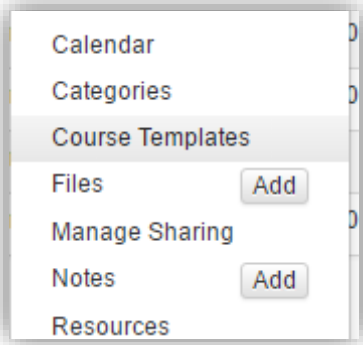 Calendar
Categories
Course Templates
Files Add
Manage Sharing
Notes Add
Resources